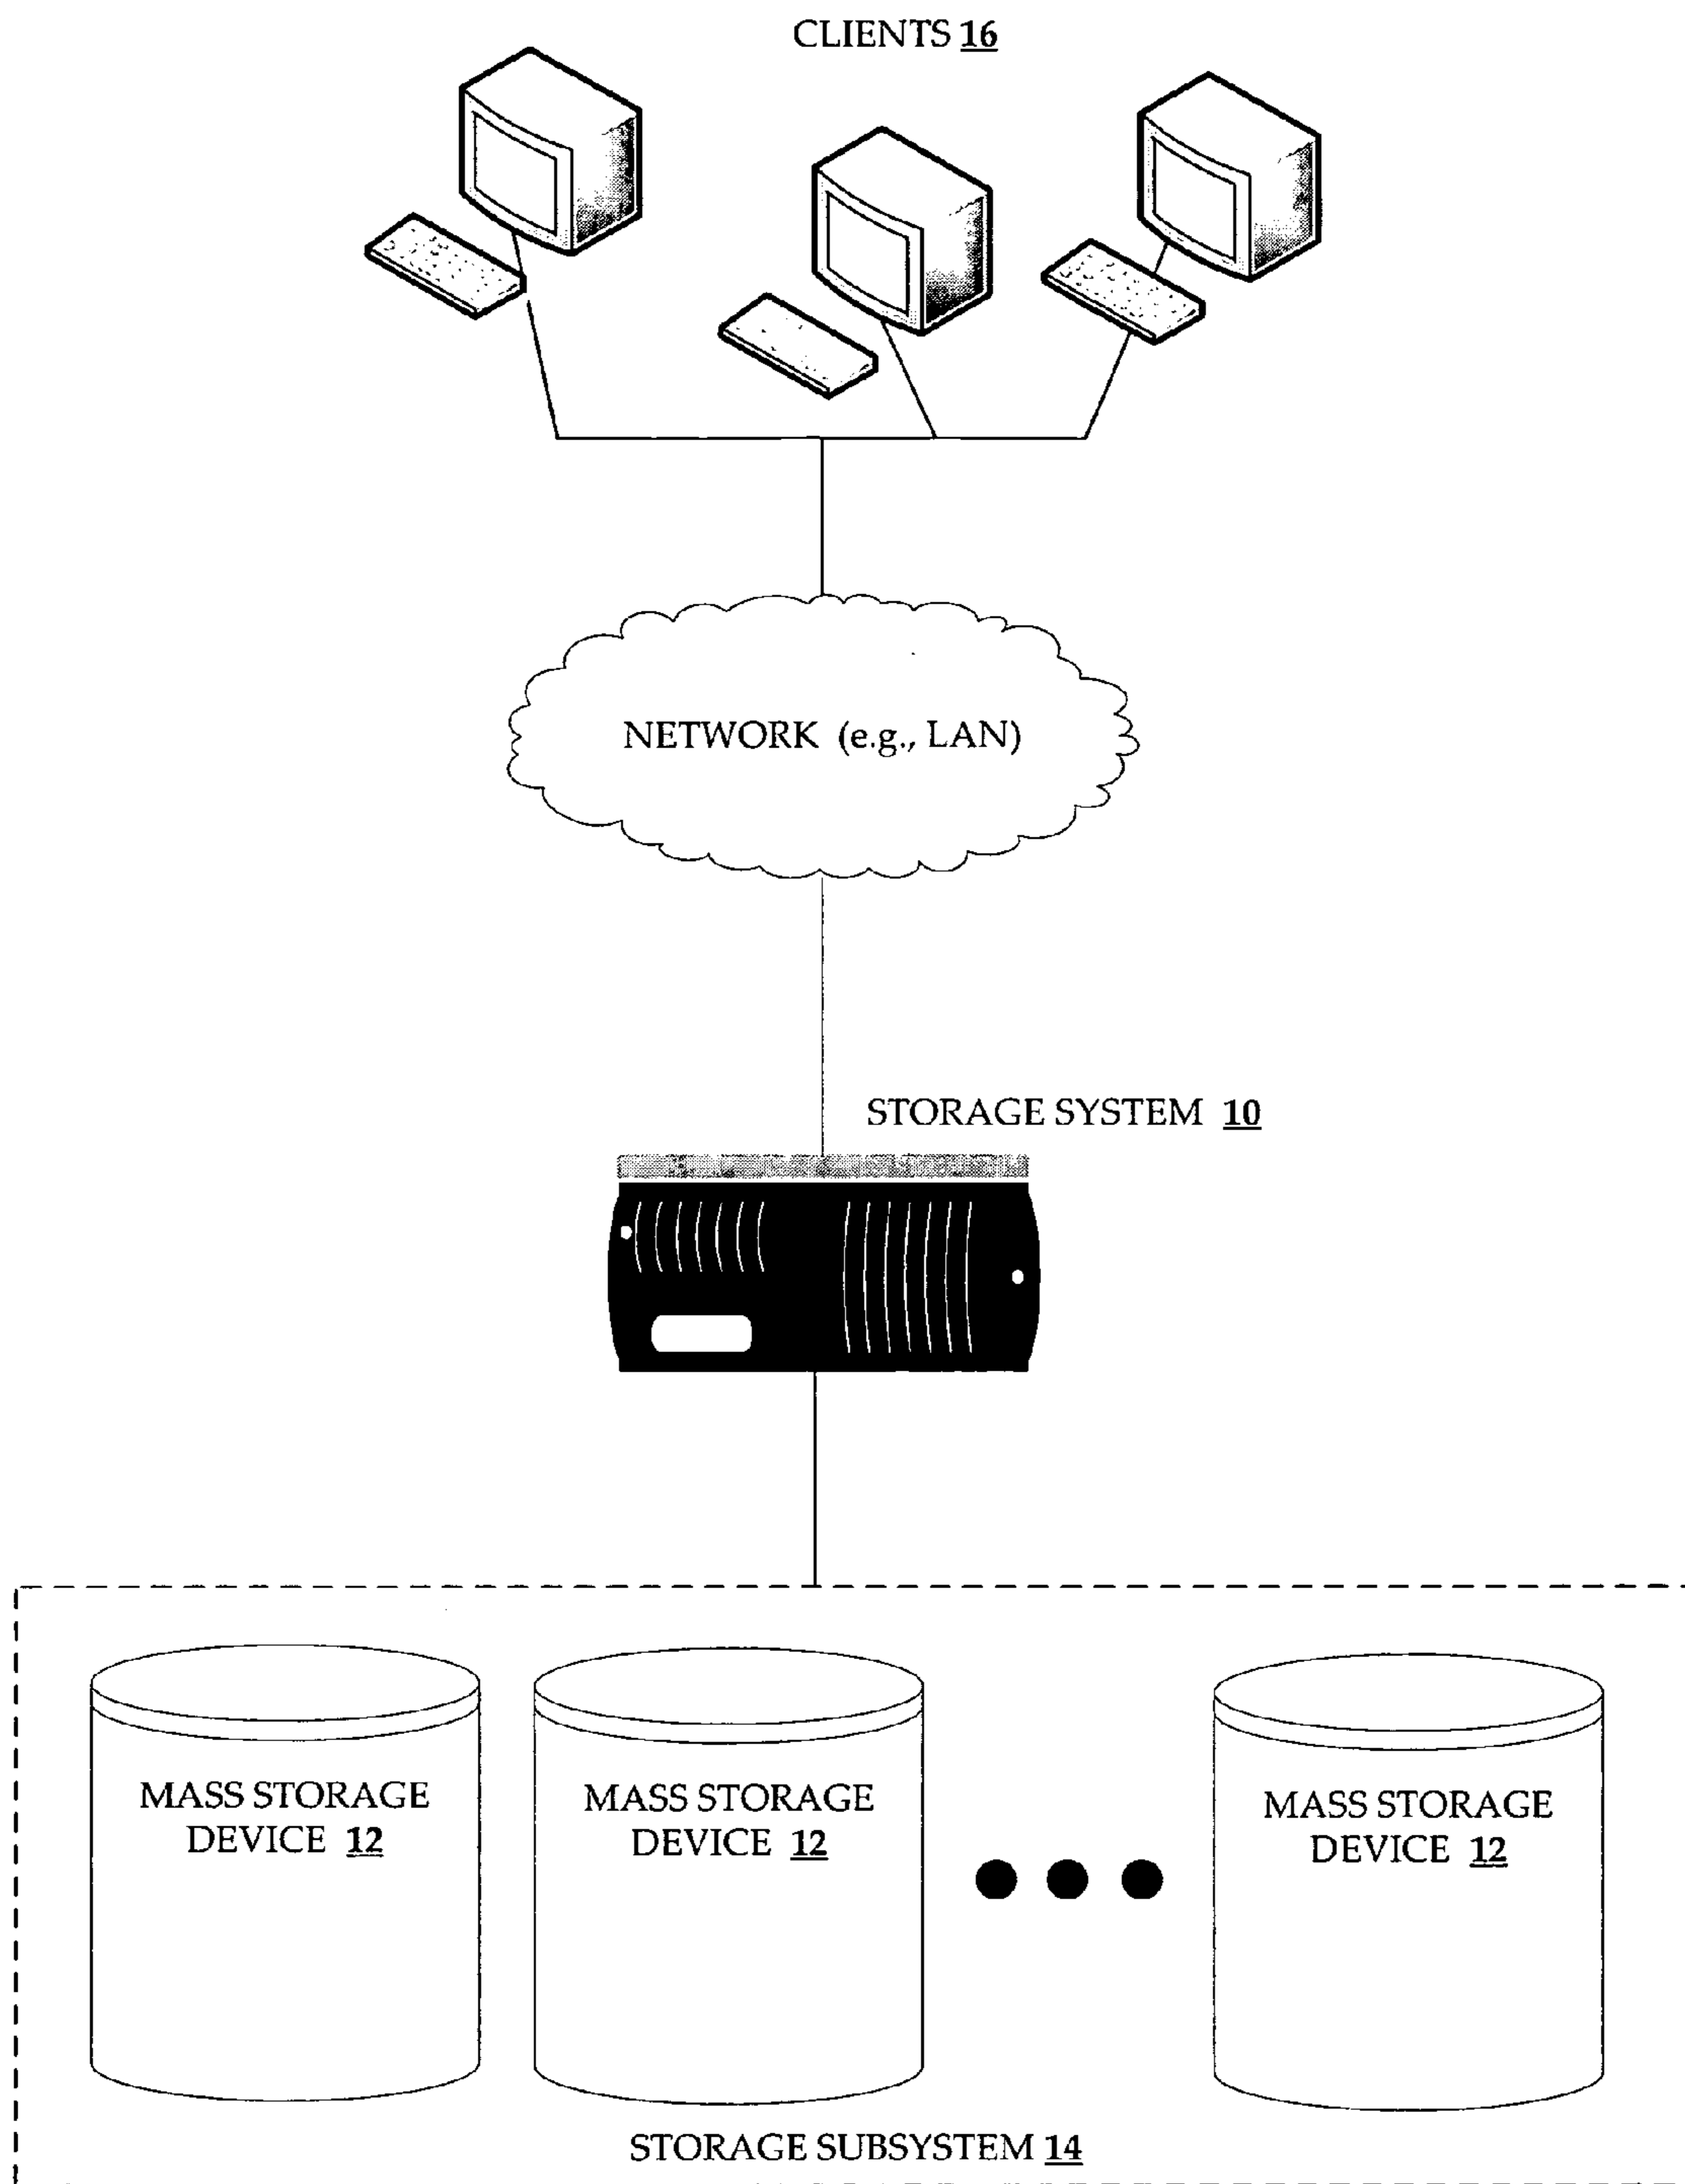 CLIENTS 16
NETWORK (e.g., LAN)
STORAGE SYSTEM 10
MASS STORAGE
DEVICE 12
MASS STORAGE
DEVICE 12
MASS STORAGE
DEVICE 12
STORAGE SUBSYSTEM 14